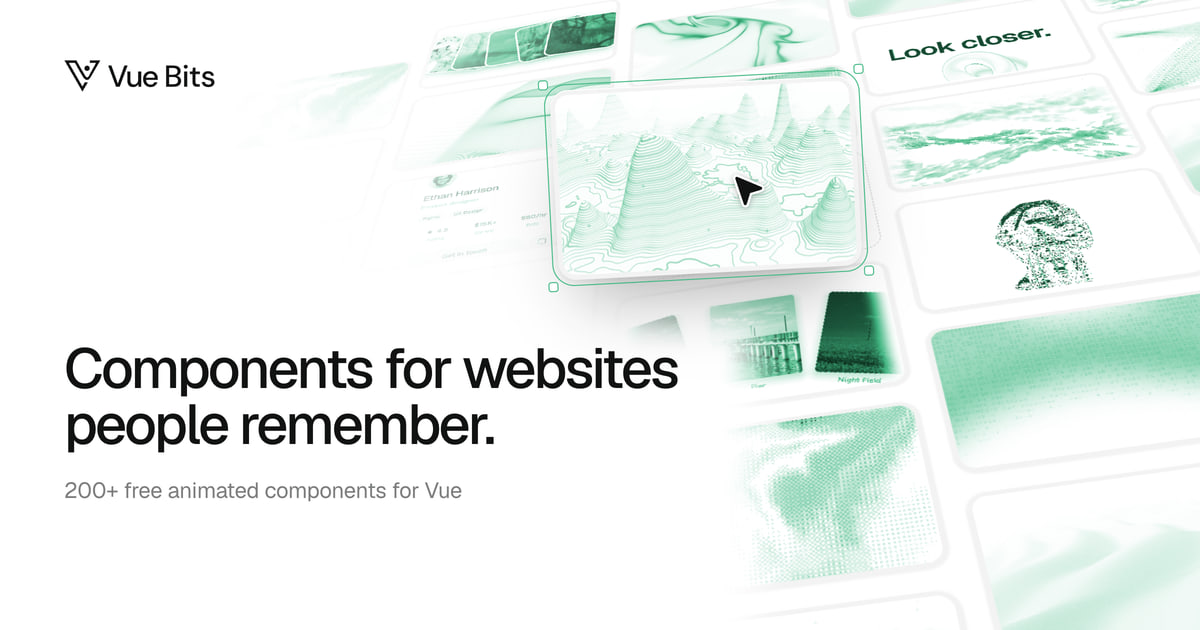 Vue Bits
Look closer.
Ethan Harrison
River
Night Field
Components for websites
people remember.
200+ free animated components for Vue